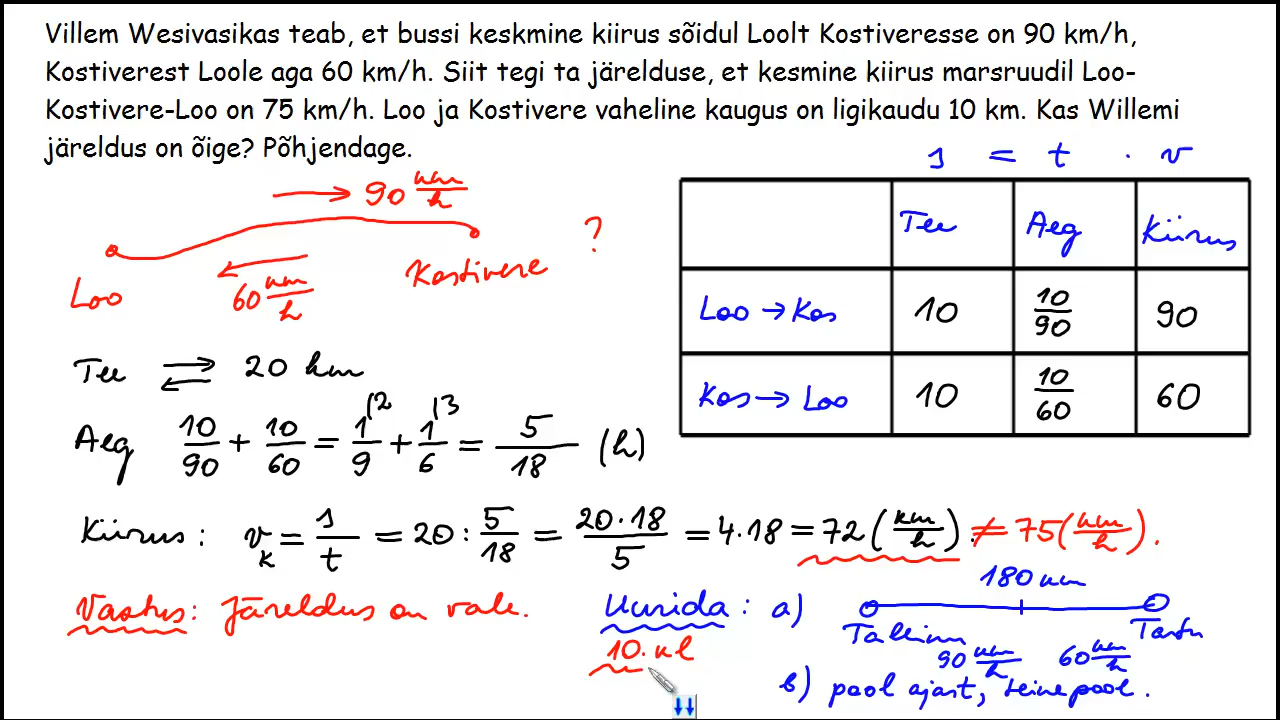 Villem Wesivasikas teab, et bussi keskmine kiirus sõidul Loolt Kostiveresse on 90 km/h,
Kostiverest Loole aga 60 km/h. Siit tegi ta järelduse, et kesmine kiirus marsruudil Loo-
Kostivere-Loo on 75 km/h. Loo ja Kostivere vaheline kaugus on ligikaudu 10 km. Kas Willemi
järeldus on õige? Põhjendage.
s = t · v
Tee Aeg Kiirus
Loo → Kos 10 10/90 90
Kos → Loo 10 10/60 60
→ 90 km/h
?
Loo ← 60 km/h Kostivere
Tee ⇄ 20 km
Aeg 10/90 + 10/60 = 1/9 |2 + 1/6 |3 = 5/18 (h)
Kiirus: v_k = s/t = 20 : 5/18 = 20·18/5 = 4·18 = 72 (km/h) ≠ 75 (km/h).
Vastus: Järeldus on vale.
Uurida: a) 180 km
Tallinn Tartu
90 km/h 60 km/h
10. kl
b) pool ajast, teine pool.